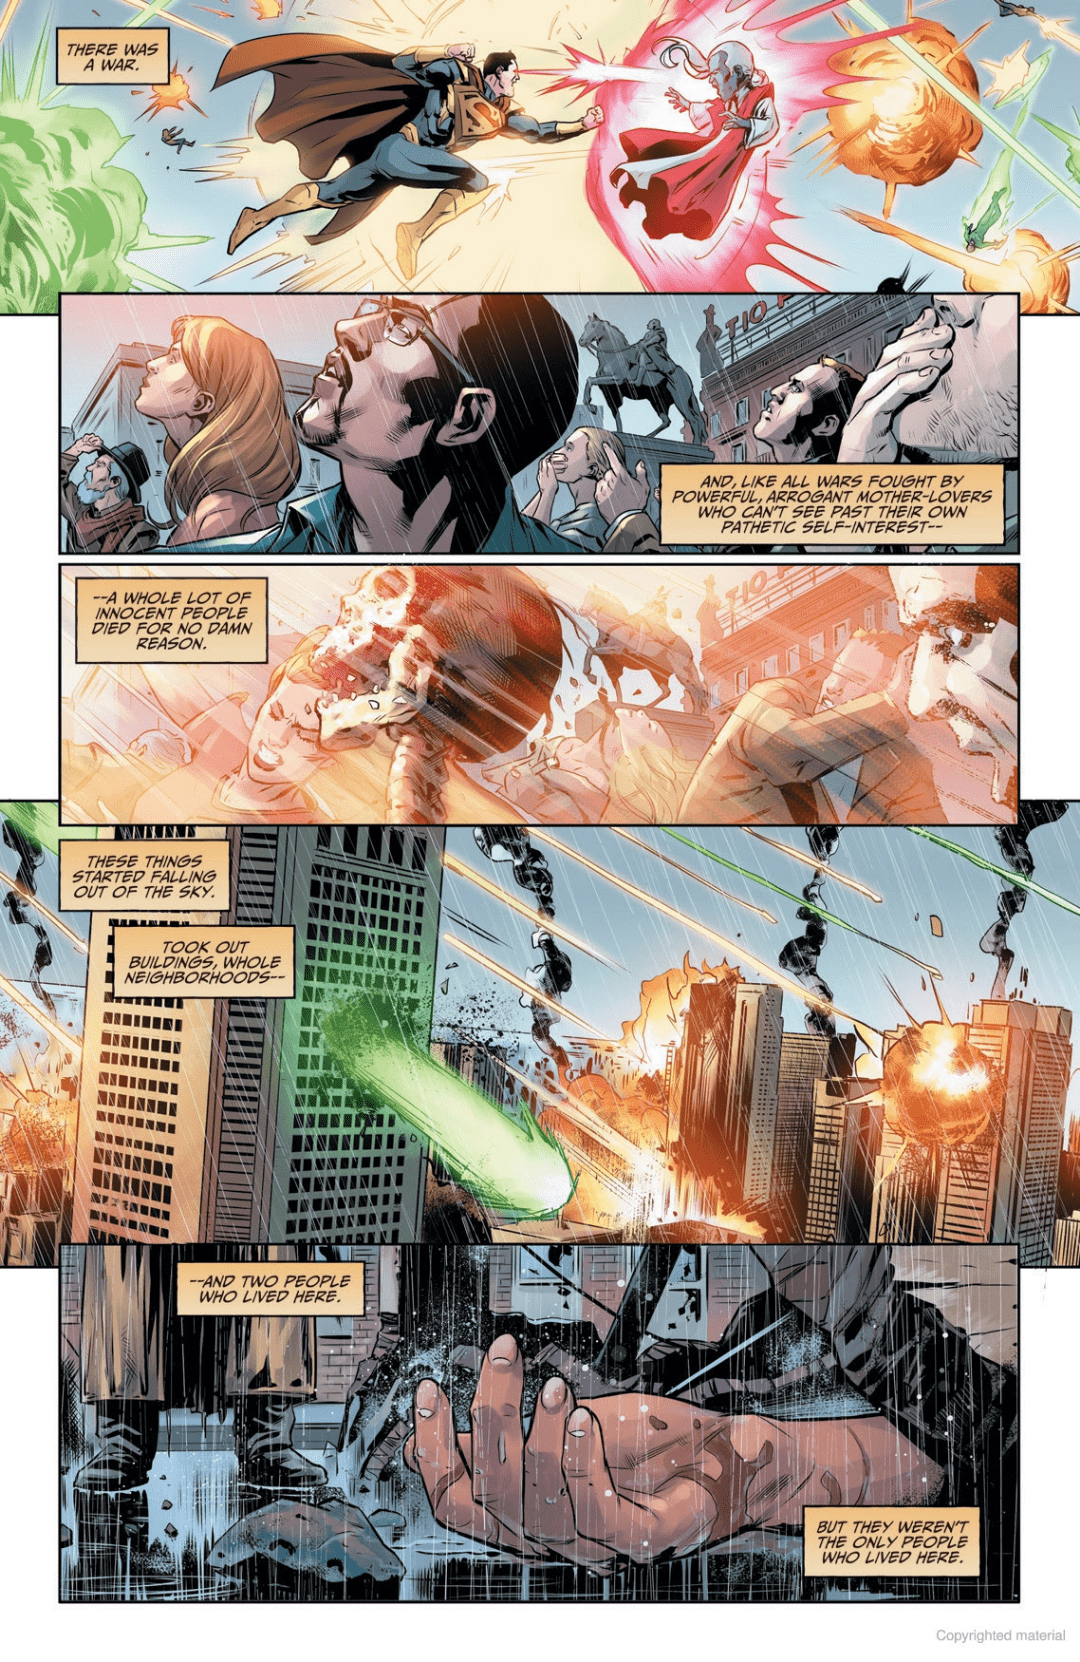 THERE WAS
A WAR.
TIO P
AND, LIKE ALL WARS FOUGHT BY
POWERFUL, ARROGANT MOTHER-LOVERS
WHO CAN'T SEE PAST THEIR OWN
PATHETIC SELF-INTEREST--
--A WHOLE LOT OF
INNOCENT PEOPLE
DIED FOR NO DAMN
REASON.
TIO P
THESE THINGS
STARTED FALLING
OUT OF THE SKY.
TOOK OUT
BUILDINGS, WHOLE
NEIGHBORHOODS--
--AND TWO PEOPLE
WHO LIVED HERE.
BUT THEY WEREN'T
THE ONLY PEOPLE
WHO LIVED HERE.
Copyrighted material